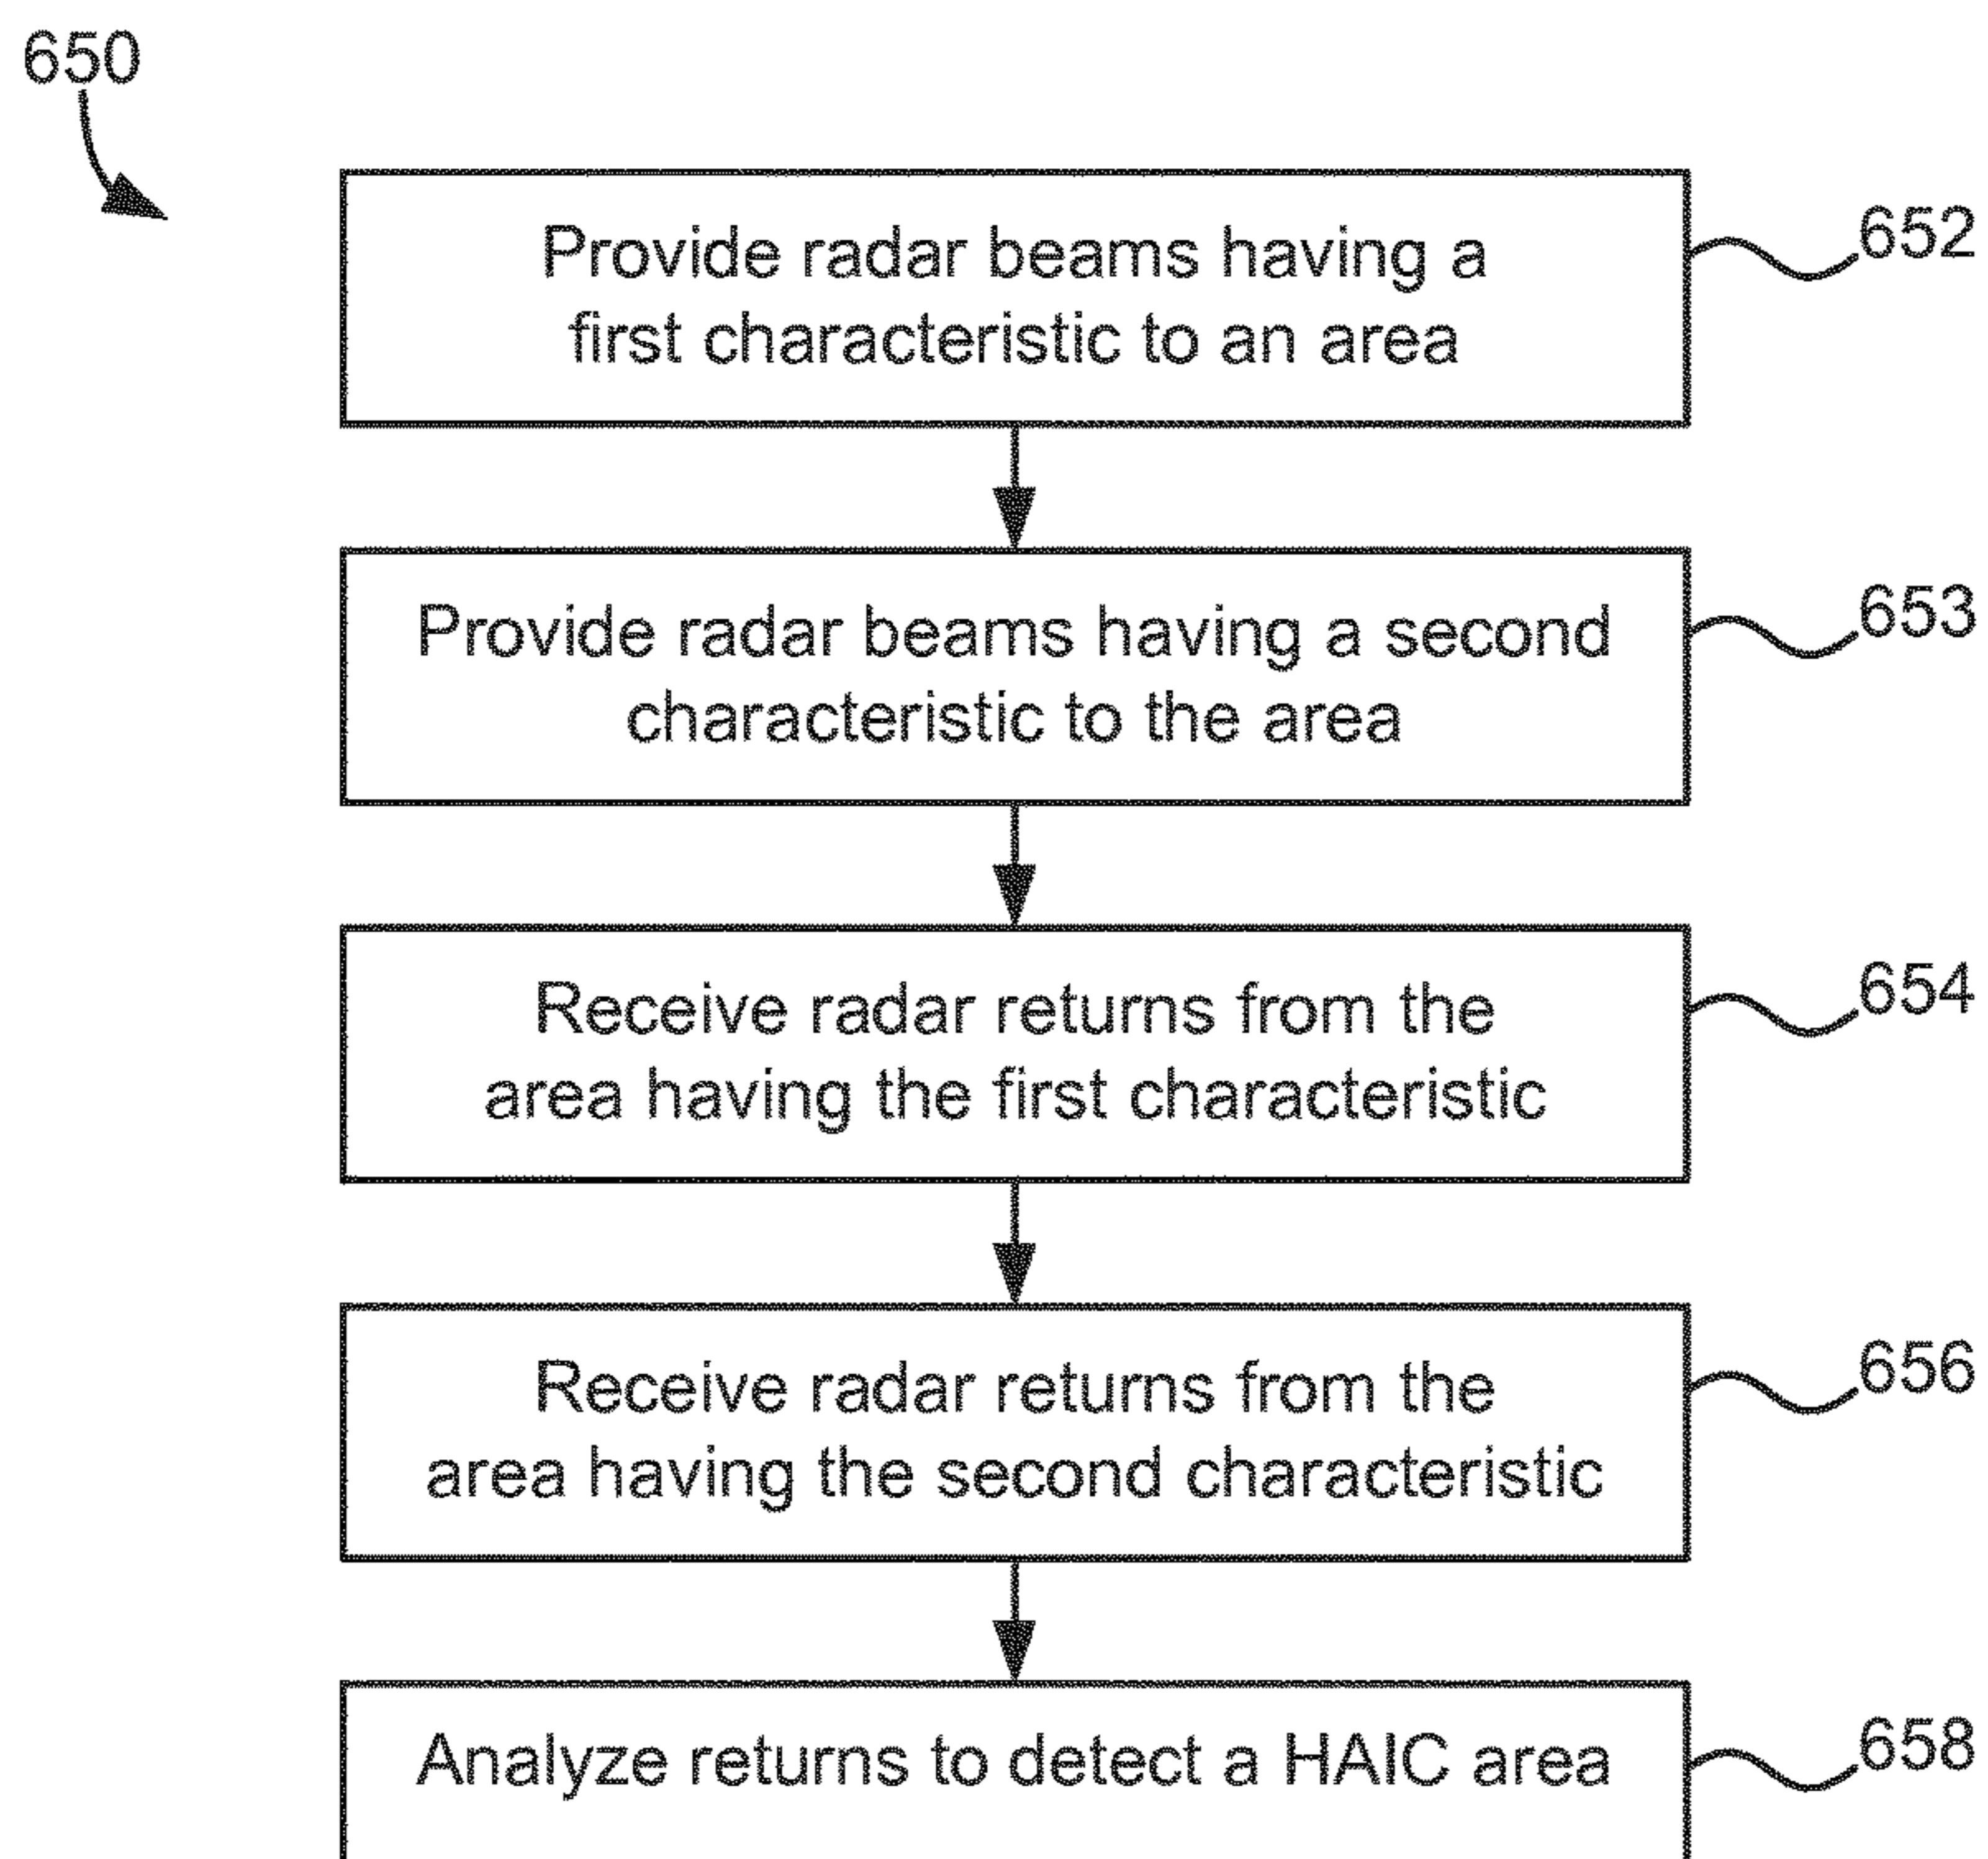 650
Provide radar beams having a
first characteristic to an area
652
Provide radar beams having a second
characteristic to the area
653
Receive radar returns from the
area having the first characteristic
654
Receive radar returns from the
area having the second characteristic
656
Analyze returns to detect a HAIC area
658